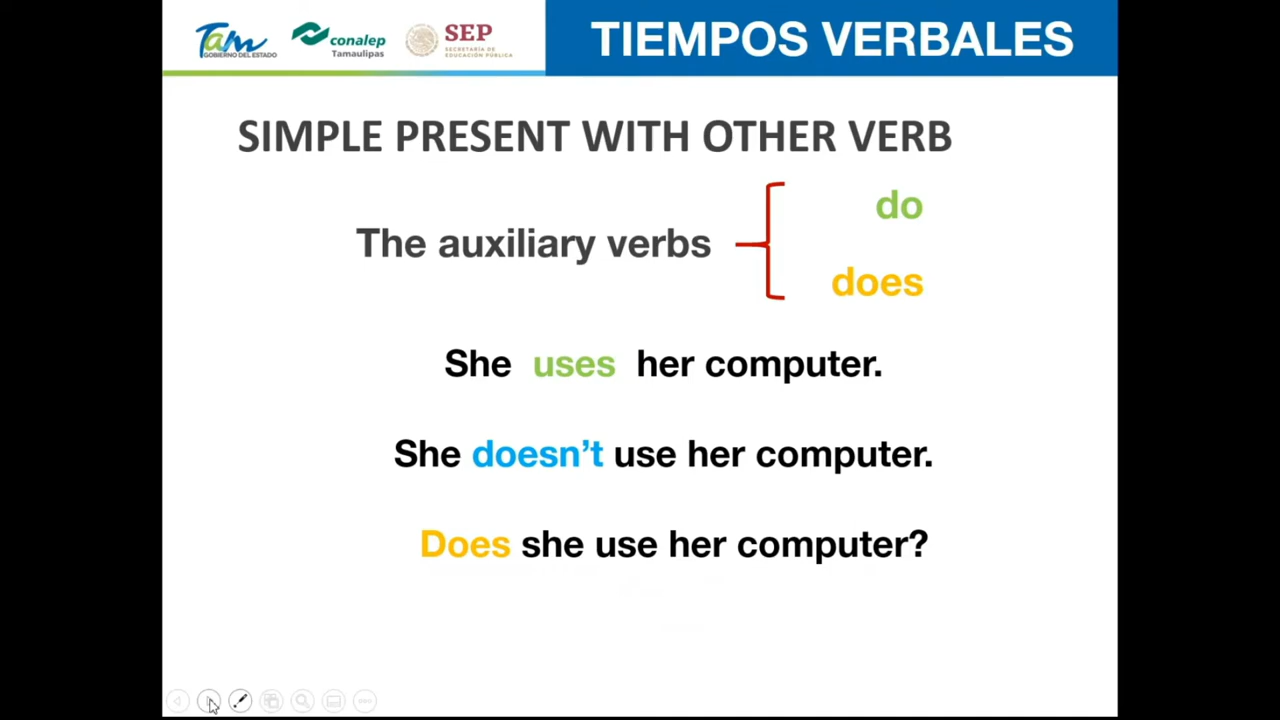 Tam
GOBIERNO DEL ESTADO
conalep
Tamaulipas
SEP
SECRETARÍA DE
EDUCACIÓN PÚBLICA
TIEMPOS VERBALES
SIMPLE PRESENT WITH OTHER VERB
do
The auxiliary verbs
does
She uses her computer.
She doesn’t use her computer.
Does she use her computer?